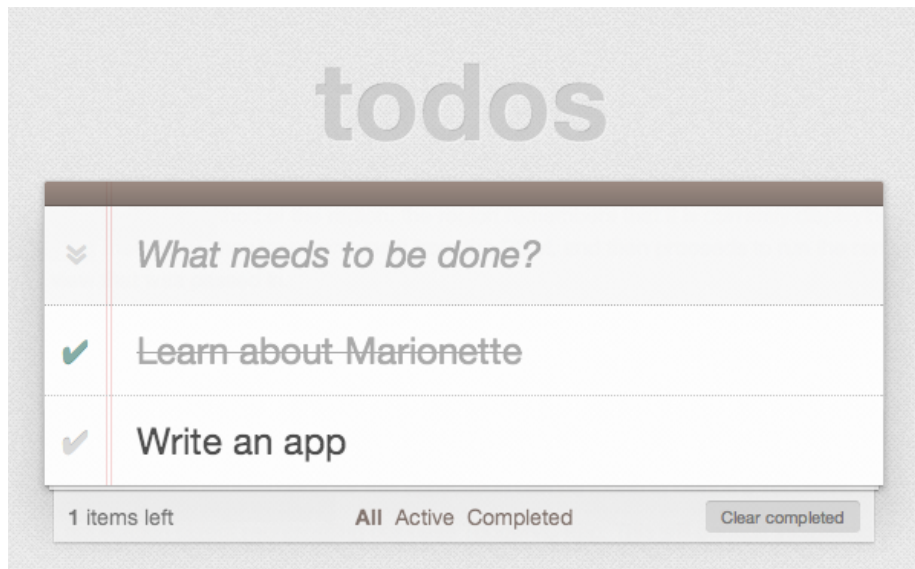 todos
What needs to be done?
Learn about Marionette
Write an app
1 items left All Active Completed Clear completed